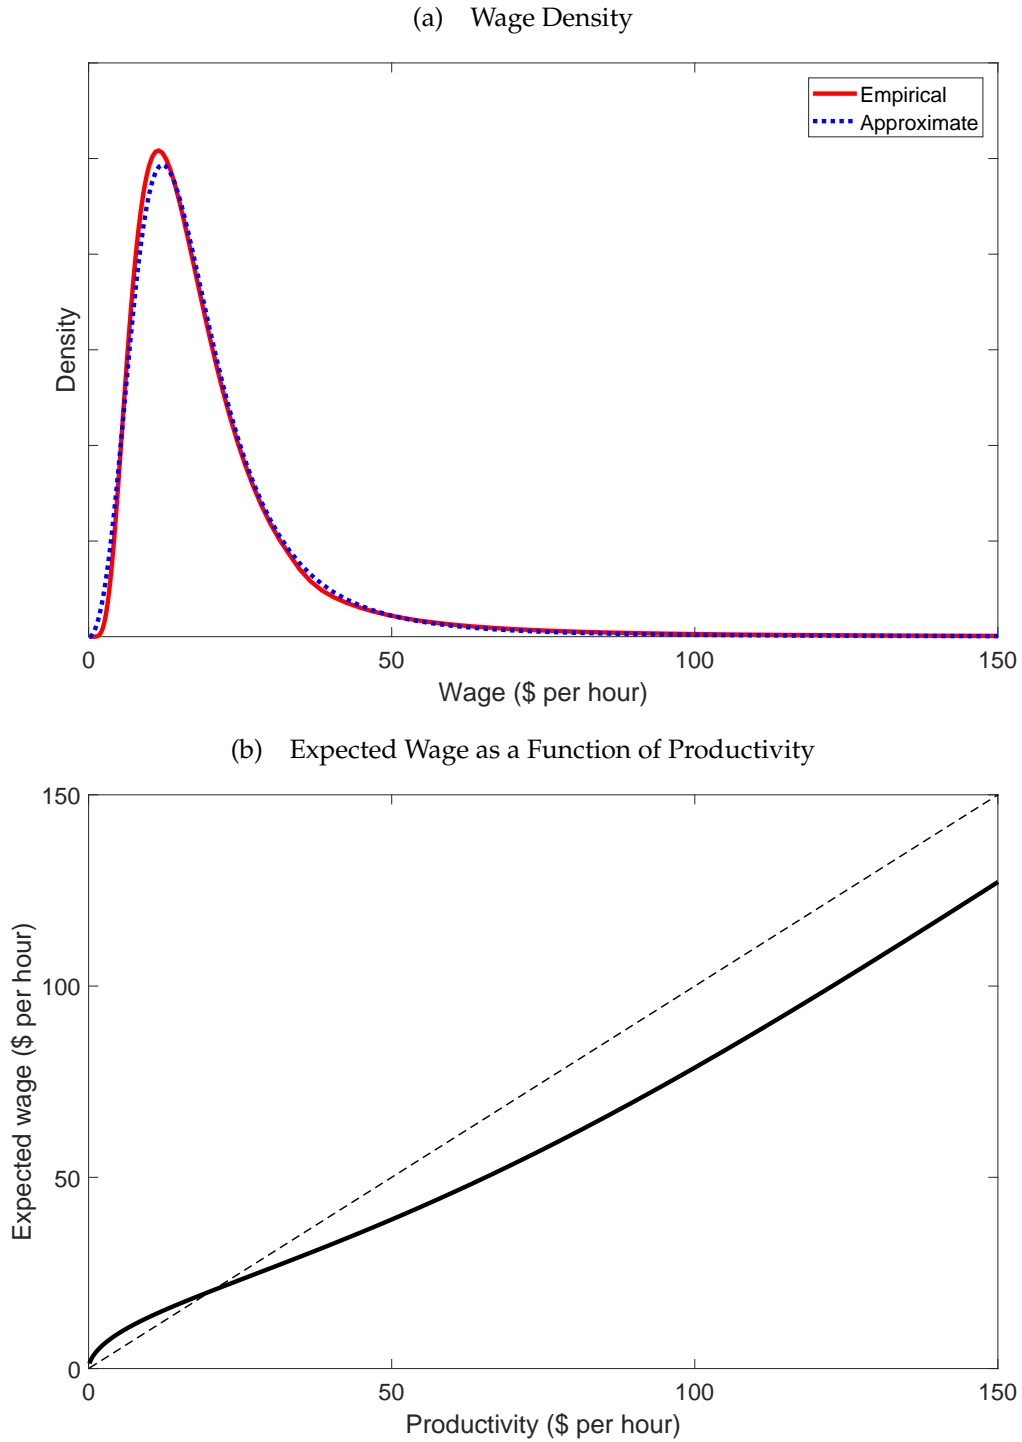 (a) Wage Density
Empirical
Approximate
Density
0 50 100 150
Wage ($ per hour)
(b) Expected Wage as a Function of Productivity
150
100
50
0
Expected wage ($ per hour)
0 50 100 150
Productivity ($ per hour)